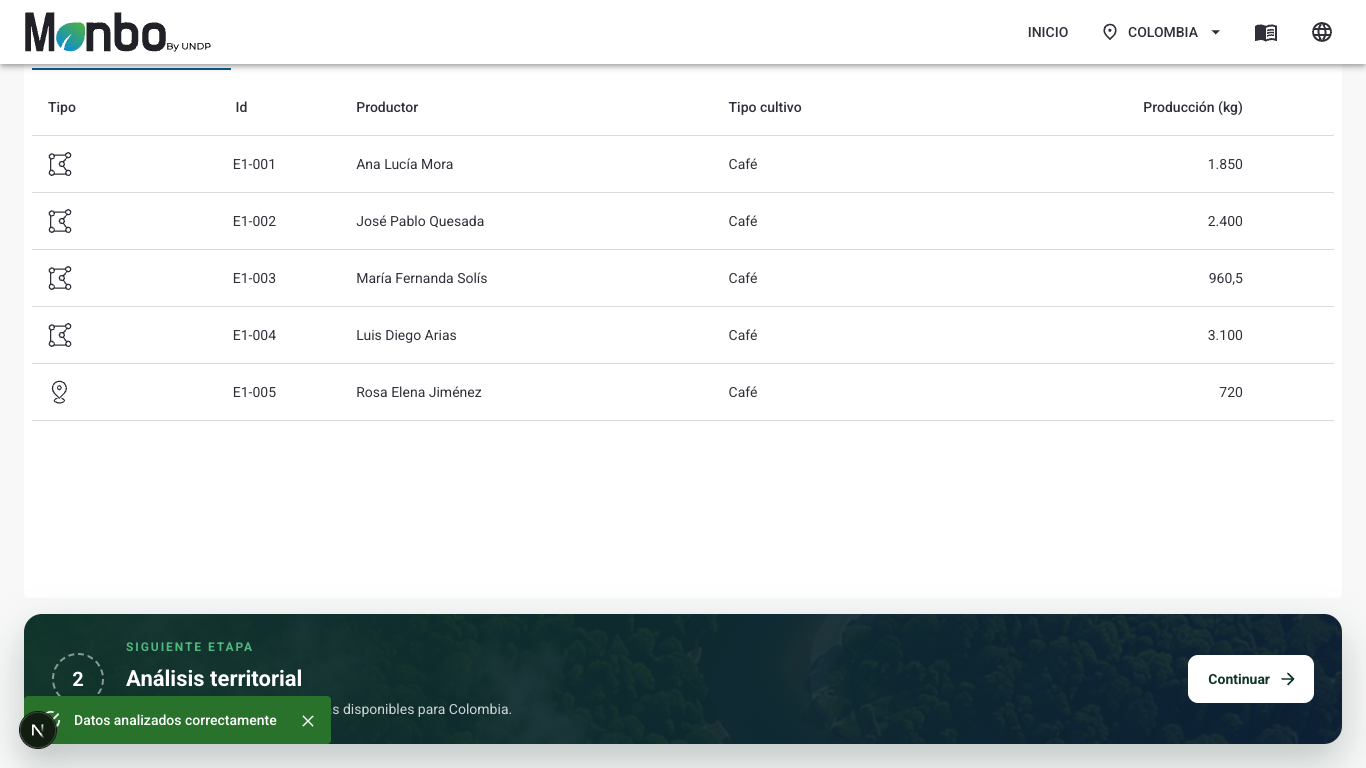 Monbo By UNDP
INICIO
COLOMBIA
Tipo Id Productor Tipo cultivo Producción (kg)
E1-001 Ana Lucía Mora Café 1.850
E1-002 José Pablo Quesada Café 2.400
E1-003 María Fernanda Solís Café 960,5
E1-004 Luis Diego Arias Café 3.100
E1-005 Rosa Elena Jiménez Café 720
SIGUIENTE ETAPA
2 Análisis territorial
Continuar
disponibles para Colombia.
Datos analizados correctamente
N